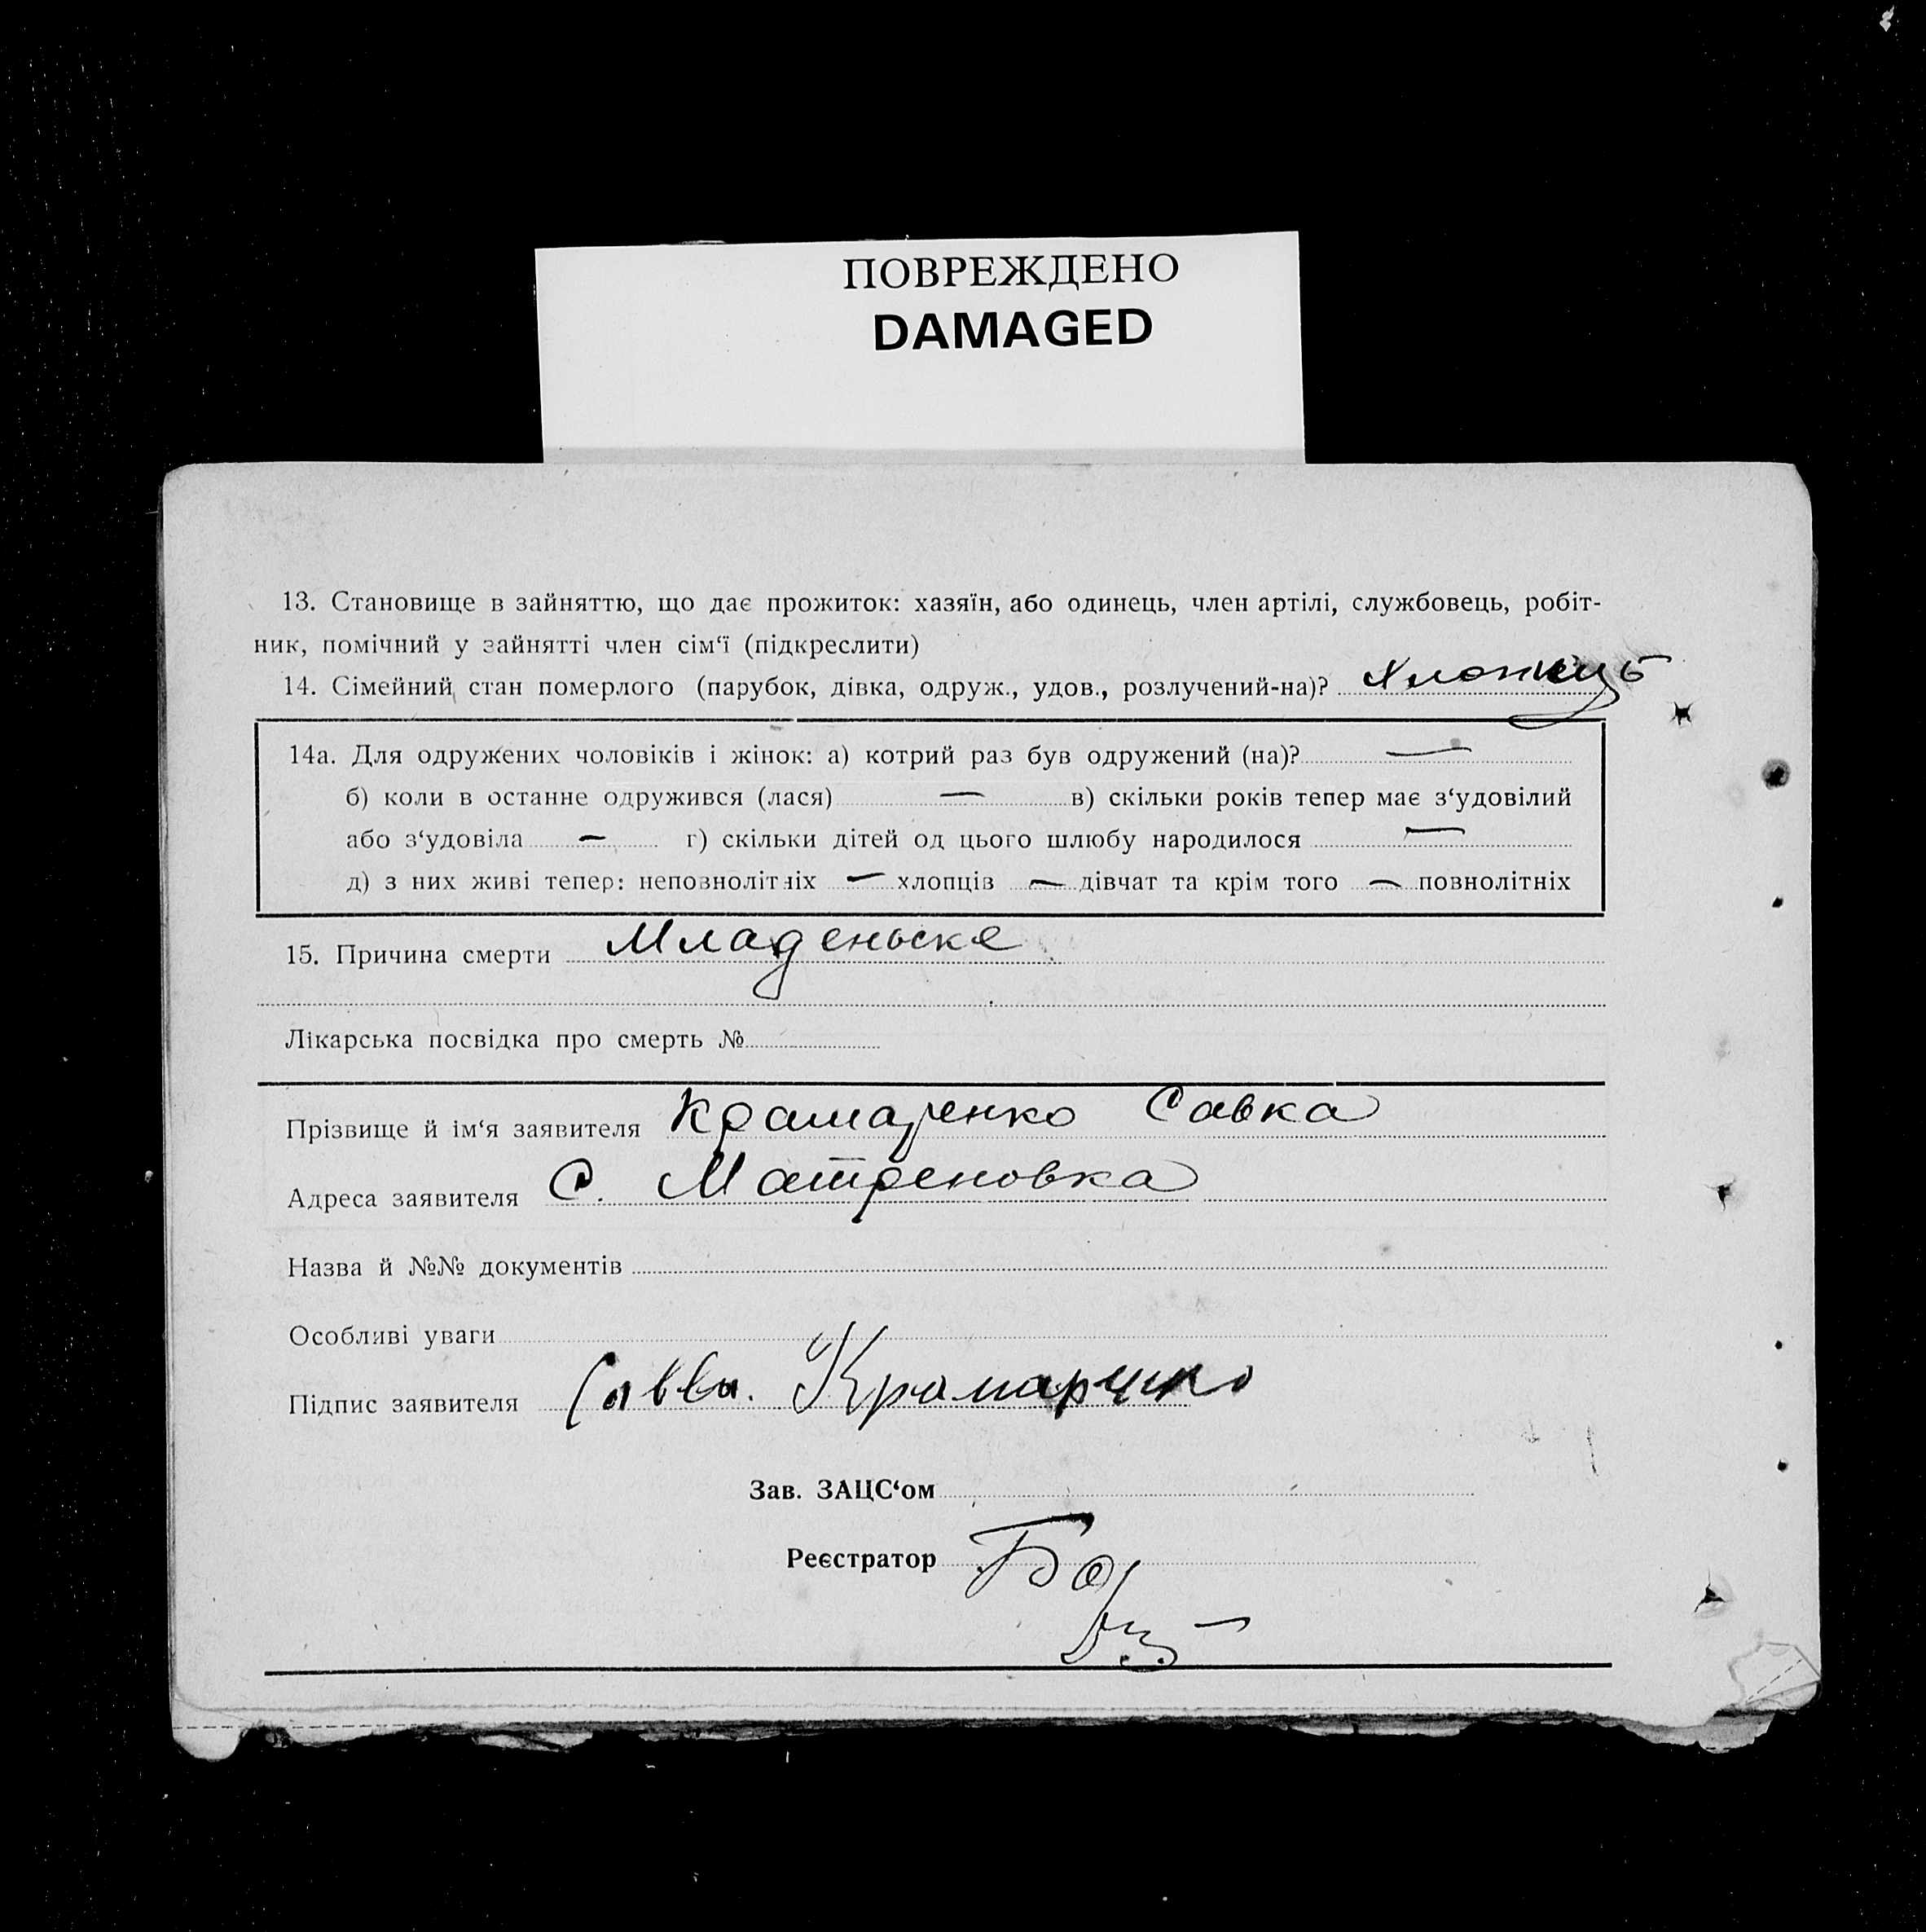 ПОВРЕЖДЕНО
DAMAGED
13. Становище в зайняттю, що дає прожиток: хазяїн, або одинець, член артілі, службовець, робіт-
ник, помічний у зайнятті член сім‘ї (підкреслити)
14. Сімейний стан померлого (парубок, дівка, одруж., удов., розлучений-на)? Хлопець
14а. Для одружених чоловіків і жінок: а) котрий раз був одружений (на)? —
б) коли в останне одружився (лася) — в) скільки років тепер має з‘удовілий
або з‘удовіла — г) скільки дітей од цього шлюбу народилося —
д) з них живі тепер: неповнолітніх — хлопців — дівчат та крім того — повнолітніх
15. Причина смерти Младеньске
Лікарська посвідка про смерть №
Прізвище й ім‘я заявителя Крамаренко Савка
Адреса заявителя С. Матреновка
Назва й №№ документів
Особливі уваги
Підпис заявителя Савва. Крамаренко
Зав. ЗАЦС‘ом
Реєстратор